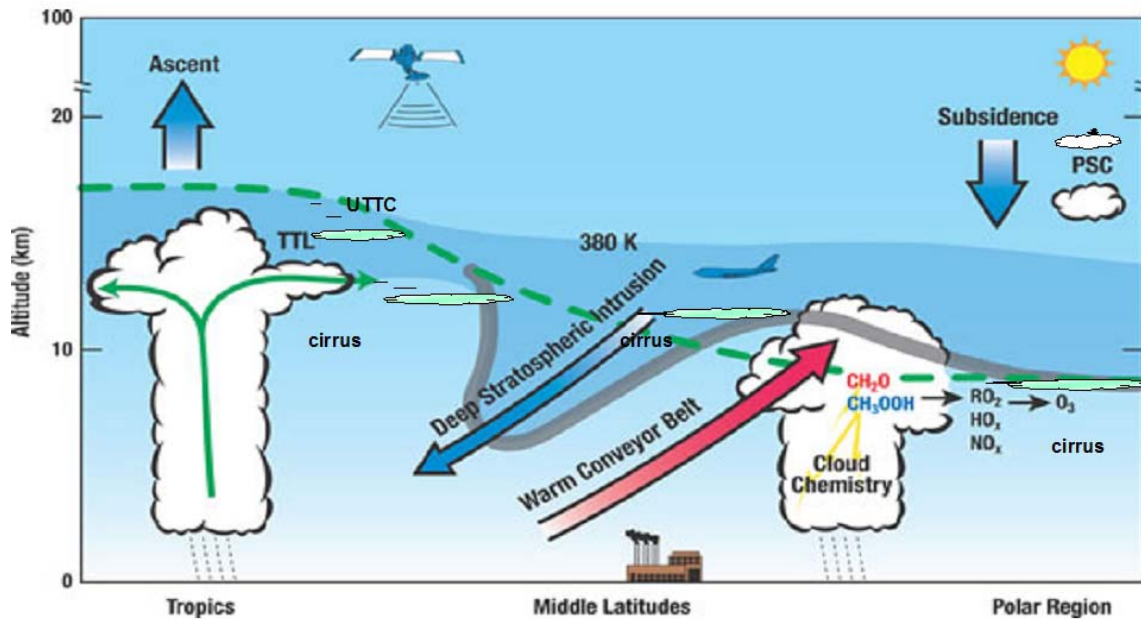 100
Ascent
20
Subsidence
PSC
UTTC
TTL
380 K
Altitude (km)
Deep Stratospheric Intrusion
cirrus
cirrus
10
CH₂O
CH₃OOH
RO₂
O₃
HOₓ
NOₓ
cirrus
Warm Conveyor Belt
Cloud
Chemistry
0
Tropics
Middle Latitudes
Polar Region